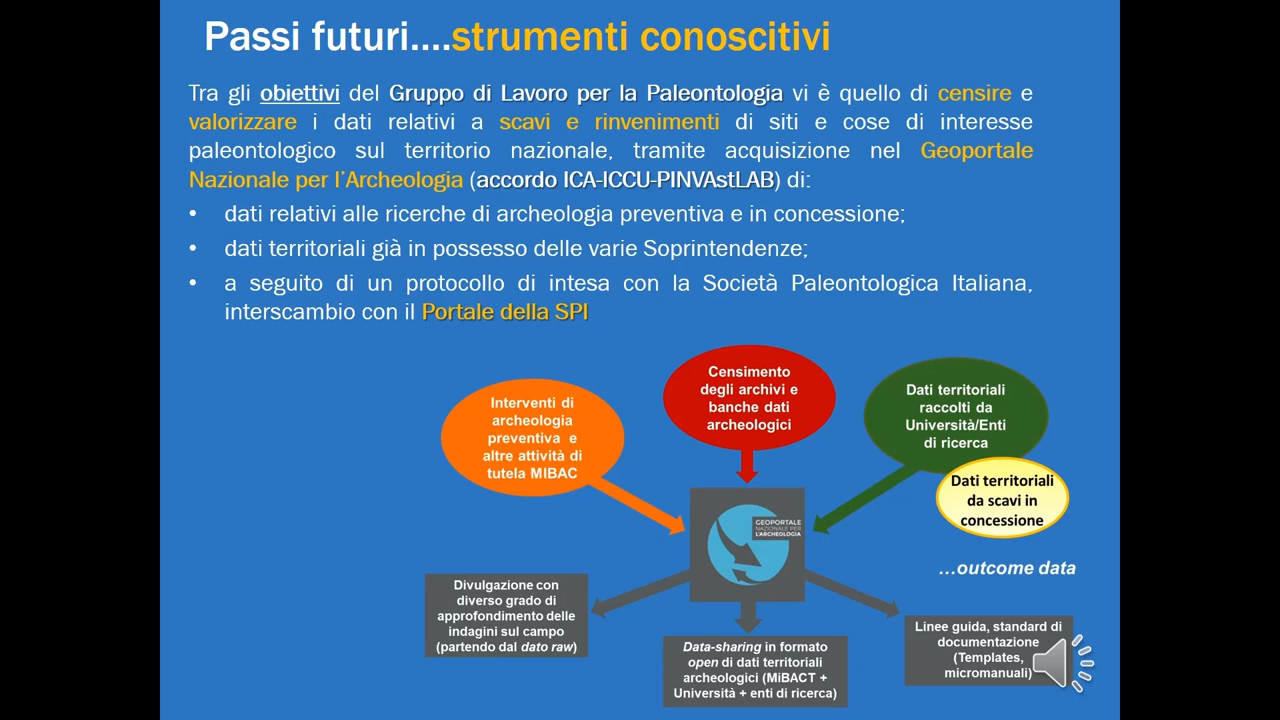 Passi futuri....strumenti conoscitivi
Tra gli obiettivi del Gruppo di Lavoro per la Paleontologia vi è quello di censire e
valorizzare i dati relativi a scavi e rinvenimenti di siti e cose di interesse
paleontologico sul territorio nazionale, tramite acquisizione nel Geoportale
Nazionale per l'Archeologia (accordo ICA-ICCU-PINVAstLAB) di:
• dati relativi alle ricerche di archeologia preventiva e in concessione;
• dati territoriali già in possesso delle varie Soprintendenze;
• a seguito di un protocollo di intesa con la Società Paleontologica Italiana,
interscambio con il Portale della SPI
Interventi di
archeologia
preventiva e
altre attività di
tutela MIBAC
Censimento
degli archivi e
banche dati
archeologici
Dati territoriali
raccolti da
Università/Enti
di ricerca
Dati territoriali
da scavi in
concessione
GEOPORTALE
NAZIONALE PER
L'ARCHEOLOGIA
...outcome data
Divulgazione con
diverso grado di
approfondimento delle
indagini sul campo
(partendo dal dato raw)
Data-sharing in formato
open di dati territoriali
archeologici (MiBACT +
Università + enti di ricerca)
Linee guida, standard di
documentazione
(Templates,
micromanuali)